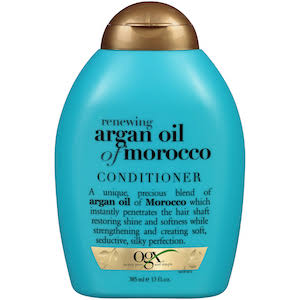 renewing
argan oil
of morocco
CONDITIONER
A unique, precious blend of
argan oil of Morocco which
instantly penetrates the hair shaft
restoring shine and softness while
strengthening and creating soft,
seductive, silky perfection.
ogx
385 ml e 13 fl oz.